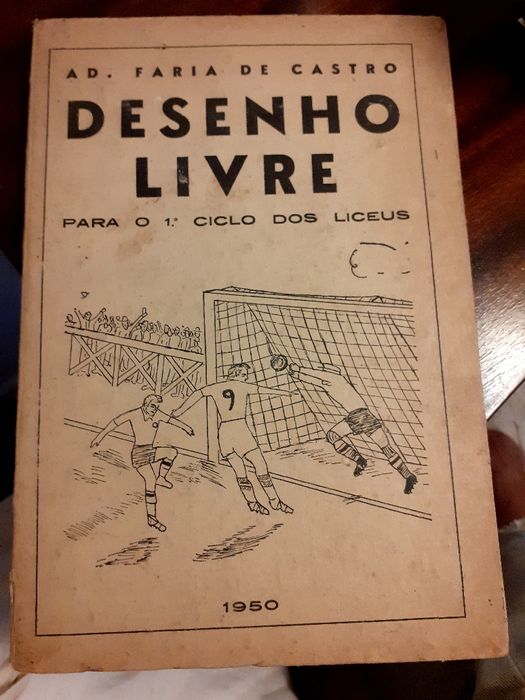 AD. FARIA DE CASTRO
DESENHO
LIVRE
PARA O 1.º CICLO DOS LICEUS
9
1950